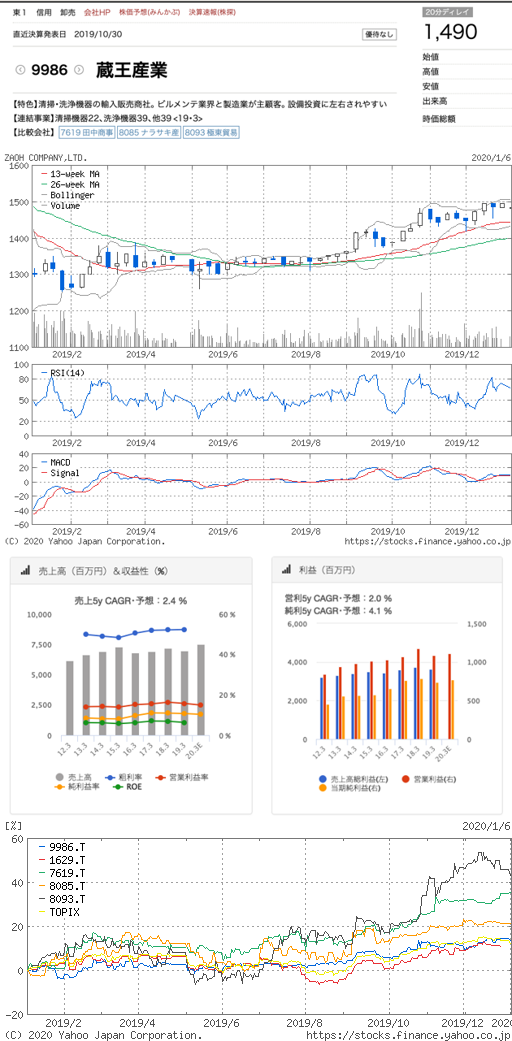 東1 信用 卸売 会社HP 株価予想(みんかぶ) 決算速報(株探)
20分ディレイ
直近決算発表日 2019/10/30
優待なし
1,490
9986 蔵王産業
始値
高値
安値
出来高
時価総額
【特色】清掃・洗浄機器の輸入販売商社。ビルメンテ業界と製造業が主顧客。設備投資に左右されやすい
【連結事業】清掃機器22、洗浄機器39、他39<19・3>
【比較会社】 7619 田中商事 8085 ナラサキ産 8093 極東貿易
ZAOH COMPANY,LTD. 2020/1/6
1600
1500
1400
1300
1200
1100
13-week MA
26-week MA
Bollinger
Volume
2019/2 2019/4 2019/6 2019/8 2019/10 2019/12
100
80
60
40
20
0
RSI(14)
2019/2 2019/4 2019/6 2019/8 2019/10 2019/12
40
20
0
-20
-40
-60
MACD
Signal
2019/2 2019/4 2019/6 2019/8 2019/10 2019/12
(C) 2020 Yahoo Japan Corporation. https://stocks.finance.yahoo.co.jp
売上高（百万円）＆収益性（%）
売上5y CAGR・予想：2.4 %
10,000
7,500
5,000
2,500
0
60 %
40 %
20 %
0 %
12.3 13.3 14.3 15.3 16.3 17.3 18.3 19.3 20.3E
売上高 粗利率 営業利益率
純利益率 ROE
利益（百万円）
営利5y CAGR・予想：2.0 %
純利5y CAGR・予想：4.1 %
6,000
4,000
2,000
0
1,500
1,000
500
0
12.3 13.3 14.3 15.3 16.3 17.3 18.3 19.3 20.3E
売上高総利益(左) 営業利益(右)
当期純利益(右)
[%] 2020/1/6
60
40
20
0
-20
9986.T
1629.T
7619.T
8085.T
8093.T
TOPIX
2019/2 2019/4 2019/6 2019/8 2019/10 2019/12 2020
(C) 2020 Yahoo Japan Corporation. https://stocks.finance.yahoo.co.jp